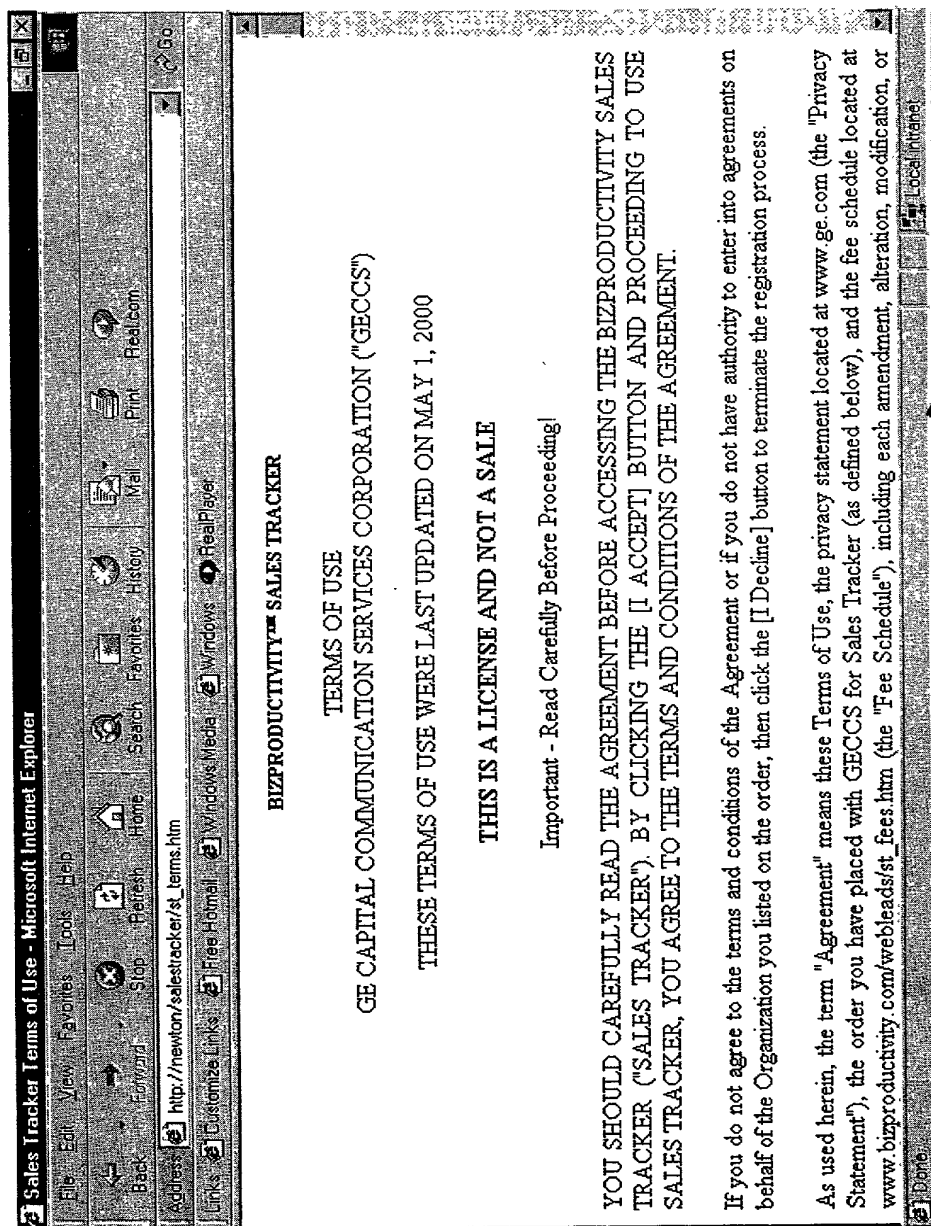 Sales Tracker Terms of Use - Microsoft Internet Explorer
File Edit View Favorites Tools Help
Back Forward Stop Refresh Home Search Favorites History Mail Print Real.com
Address http://newton/salestracker/st_terms.htm Go
Links Customize Links Free Hotmail Windows Media Windows RealPlayer
BIZPRODUCTIVITY™ SALES TRACKER
TERMS OF USE
GE CAPITAL COMMUNICATION SERVICES CORPORATION ("GECCS")
THESE TERMS OF USE WERE LAST UPDATED ON MAY 1, 2000
THIS IS A LICENSE AND NOT A SALE
Important - Read Carefully Before Proceeding!
YOU SHOULD CAREFULLY READ THE AGREEMENT BEFORE ACCESSING THE BIZPRODUCTIVITY SALES
TRACKER ("SALES TRACKER"). BY CLICKING THE [I ACCEPT] BUTTON AND PROCEEDING TO USE
SALES TRACKER, YOU AGREE TO THE TERMS AND CONDITIONS OF THE AGREEMENT.
If you do not agree to the terms and conditions of the Agreement or if you do not have authority to enter into agreements on
behalf of the Organization you listed on the order, then click the [I Decline] button to terminate the registration process.
As used herein, the term "Agreement" means these Terms of Use, the privacy statement located at www.ge.com (the "Privacy
Statement"), the order you have placed with GECCS for Sales Tracker (as defined below), and the fee schedule located at
www.bizproductivity.com/webleads/st_fees.htm (the "Fee Schedule"), including each amendment, alteration, modification, or
Done Local intranet